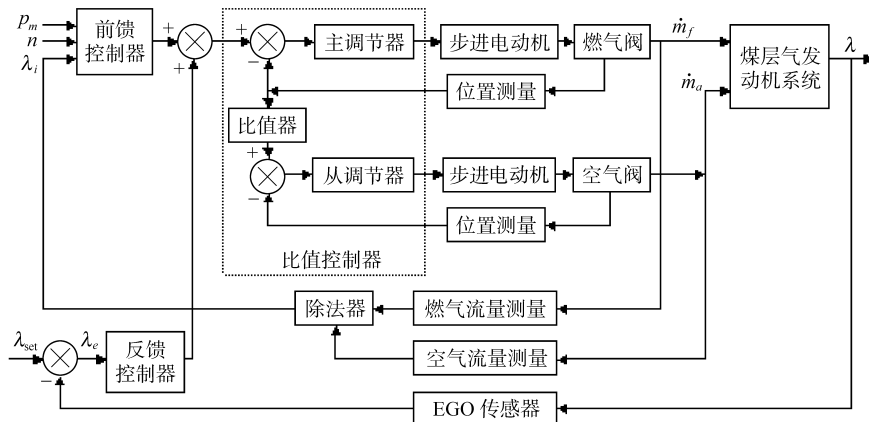 p_m
n
λ_i
前馈
控制器
+
+
+
−
主调节器
步进电动机
燃气阀
ṁ_f
煤层气发
动机系统
λ
ṁ_a
位置测量
比值器
+
−
从调节器
步进电动机
空气阀
位置测量
比值控制器
除法器
燃气流量测量
空气流量测量
λ_set
−
λ_e
反馈
控制器
EGO 传感器